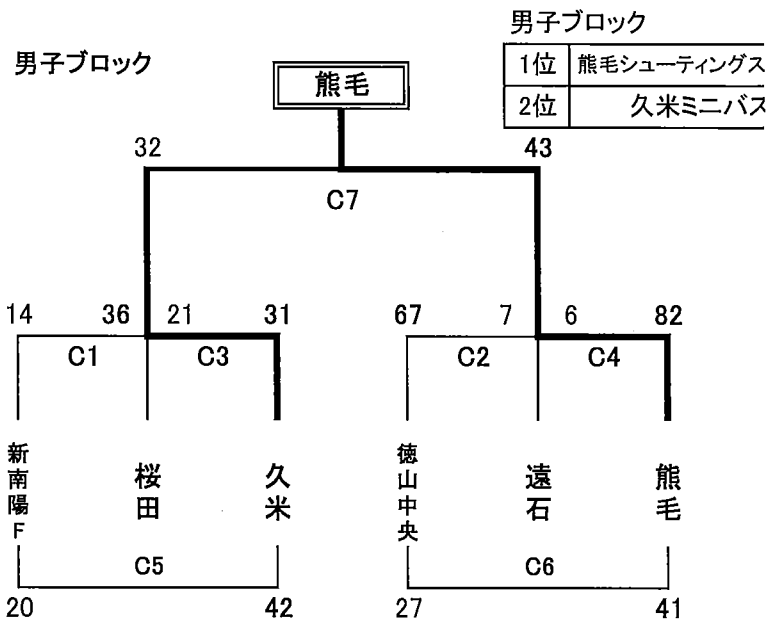 男子ブロック
1位 熊毛シューティングス
2位 久米ミニバス
男子ブロック
熊毛
32 43
C7
14 36 21 31 67 7 6 82
C1 C3 C2 C4
新南陽F 桜田 久米 徳山中央 遠石 熊毛
C5 C6
20 42 27 41